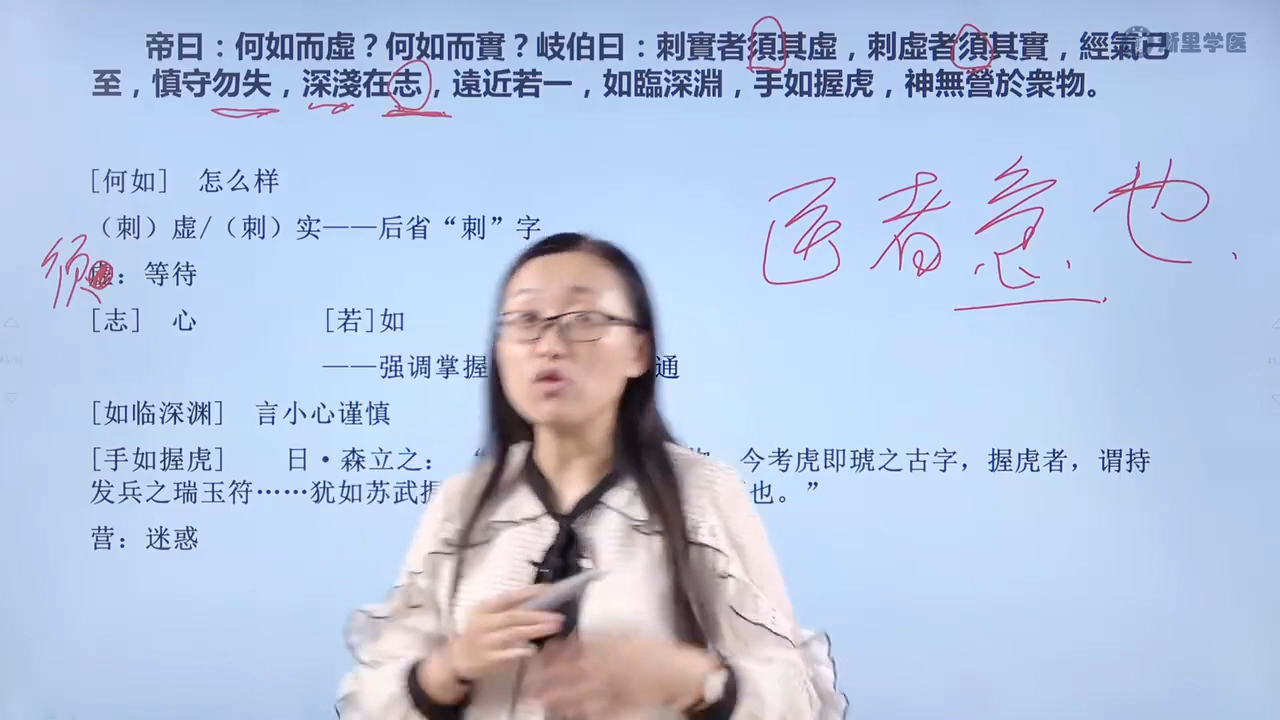 帝曰：何如而虛？何如而實？岐伯曰：刺實者須其虛，刺虛者須其實，經氣已
至，慎守勿失，深淺在志，遠近若一，如臨深淵，手如握虎，神無營於衆物。
斯里学医
[何如] 怎么样
医者意也.
（刺）虚/（刺）实——后省“刺”字
须
：等待
[志] 心 [若]如
——强调掌握 通
[如临深渊] 言小心谨慎
[手如握虎] 日·森立之： 今考虎即琥之古字，握虎者，谓持
发兵之瑞玉符……犹如苏武握 也。”
营：迷惑